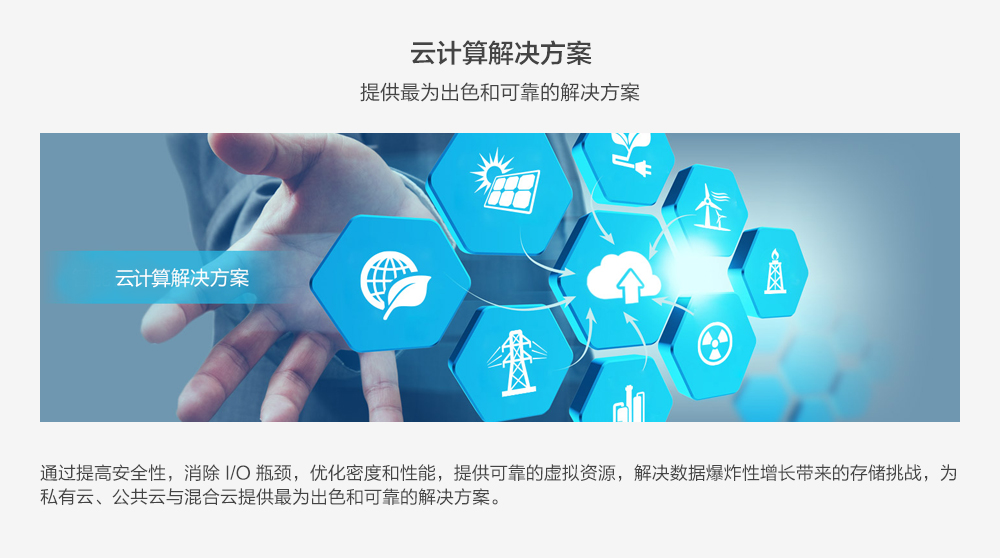 云计算解决方案
提供最为出色和可靠的解决方案
云计算解决方案
通过提高安全性，消除 I/O 瓶颈，优化密度和性能，提供可靠的虚拟资源，解决数据爆炸性增长带来的存储挑战，为
私有云、公共云与混合云提供最为出色和可靠的解决方案。